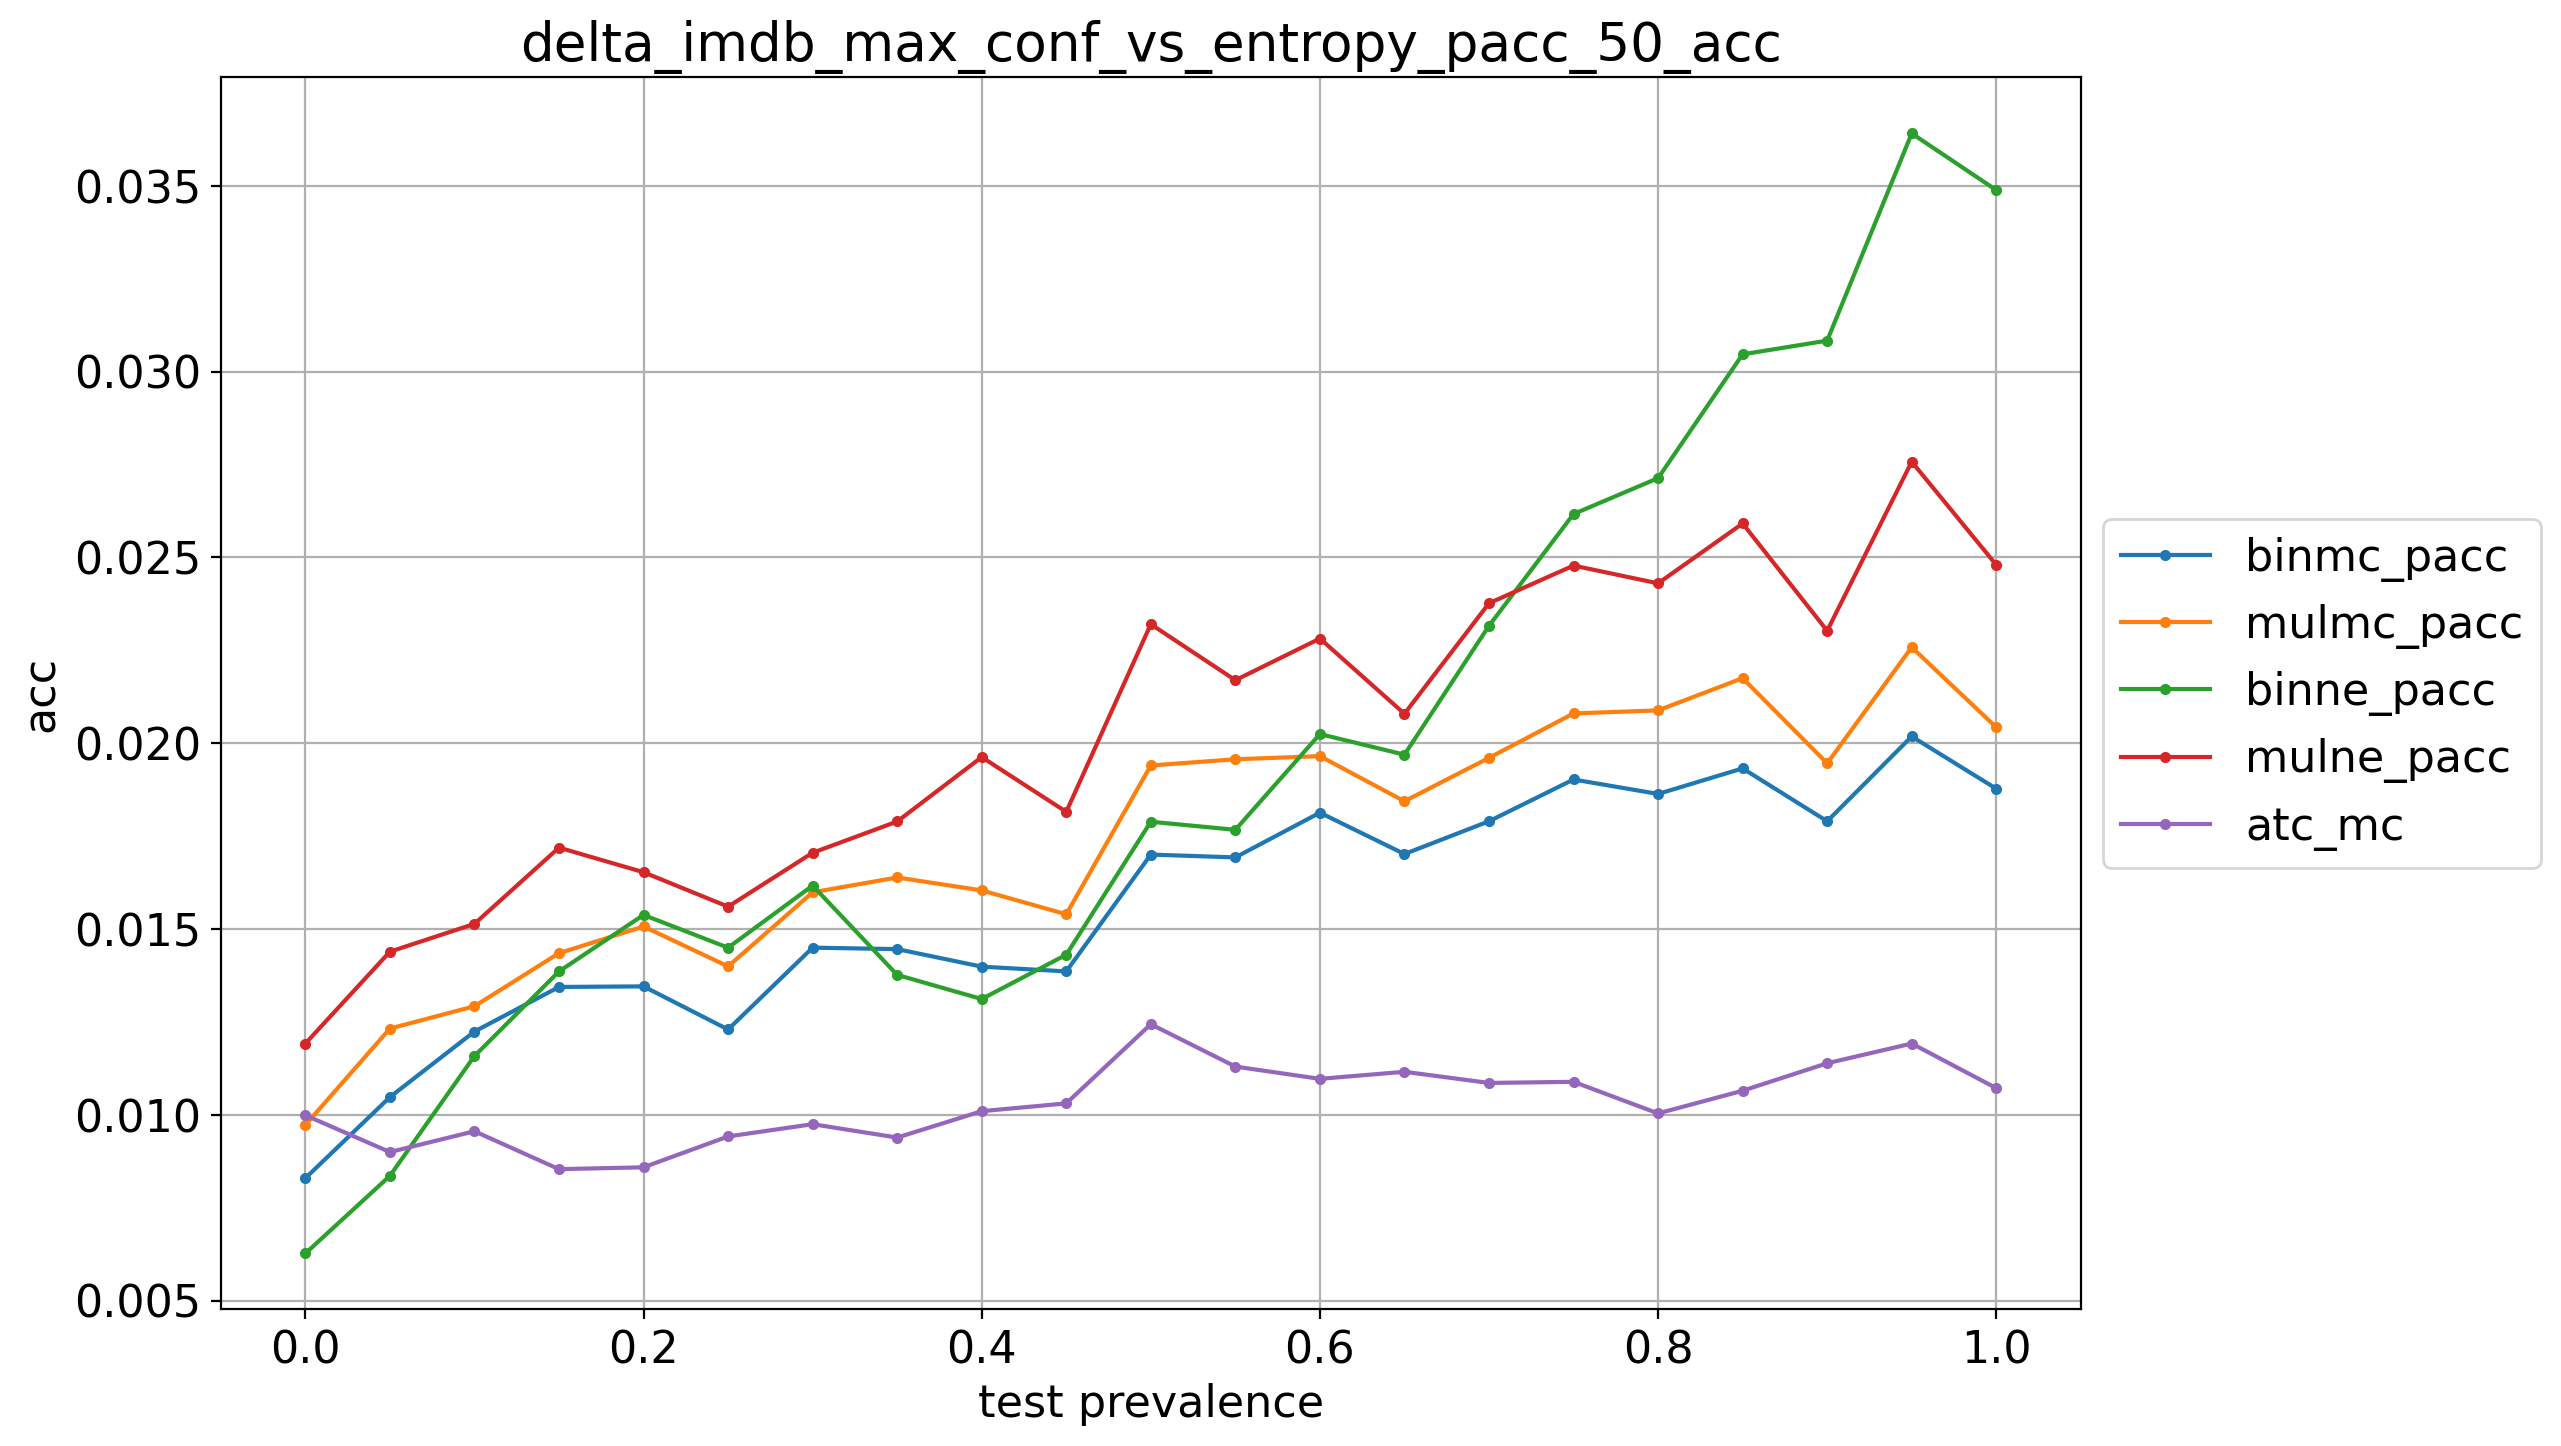 delta_imdb_max_conf_vs_entropy_pacc_50_acc
0.035
0.030
0.025
0.020
0.015
0.010
0.005
acc
0.0 0.2 0.4 0.6 0.8 1.0
test prevalence
binmc_pacc
mulmc_pacc
binne_pacc
mulne_pacc
atc_mc